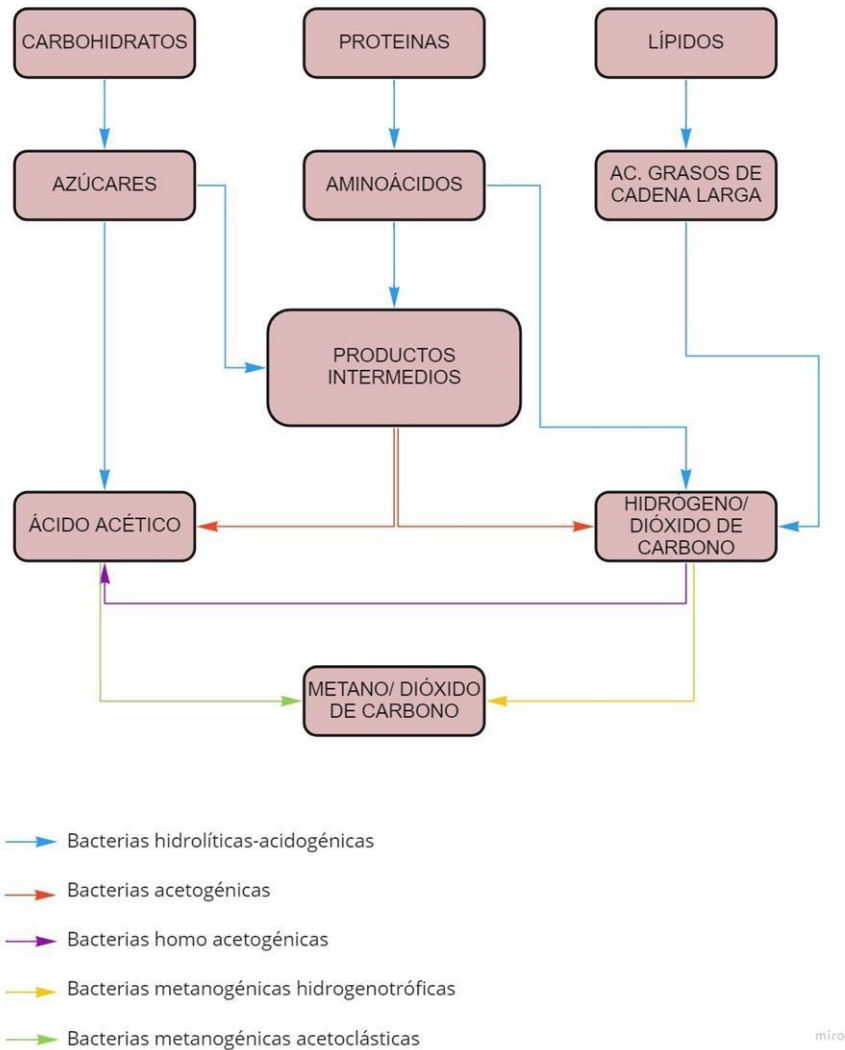 CARBOHIDRATOS
PROTEINAS
LÍPIDOS
AZÚCARES
AMINOÁCIDOS
AC. GRASOS DE
CADENA LARGA
PRODUCTOS
INTERMEDIOS
ÁCIDO ACÉTICO
HIDRÓGENO/
DIÓXIDO DE
CARBONO
METANO/ DIÓXIDO
DE CARBONO
Bacterias hidrolíticas-acidogénicas
Bacterias acetogénicas
Bacterias homo acetogénicas
Bacterias metanogénicas hidrogenotróficas
Bacterias metanogénicas acetoclásticas
miro